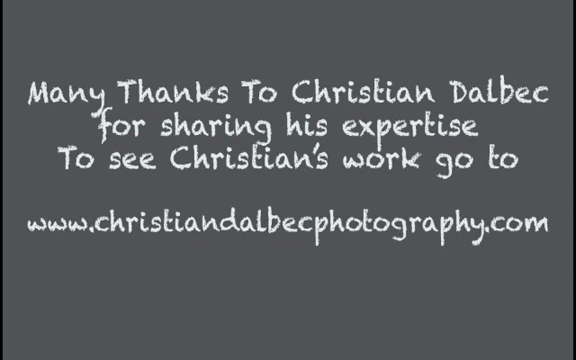 Many Thanks To Christian Dalbec
for sharing his expertise
To see Christian's work go to
www.christiandalbecphotography.com